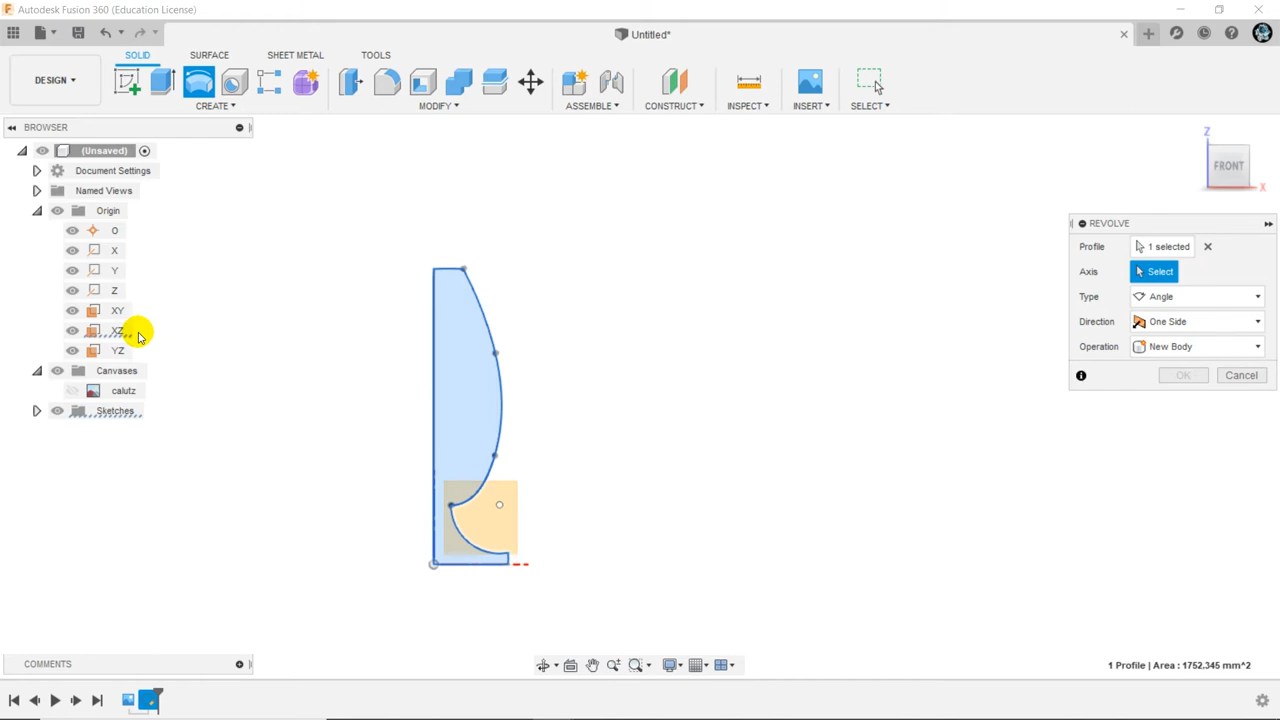 Autodesk Fusion 360 (Education License)
Untitled*
SOLID SURFACE SHEET METAL TOOLS
DESIGN
CREATE MODIFY ASSEMBLE CONSTRUCT INSPECT INSERT SELECT
BROWSER
(Unsaved)
Document Settings
Named Views
Origin
O
X
Y
Z
XY
XZ
YZ
Canvases
calutz
Sketches
Z
FRONT
X
REVOLVE
Profile 1 selected
Axis Select
Type Angle
Direction One Side
Operation New Body
OK Cancel
COMMENTS
1 Profile | Area : 1752.345 mm^2